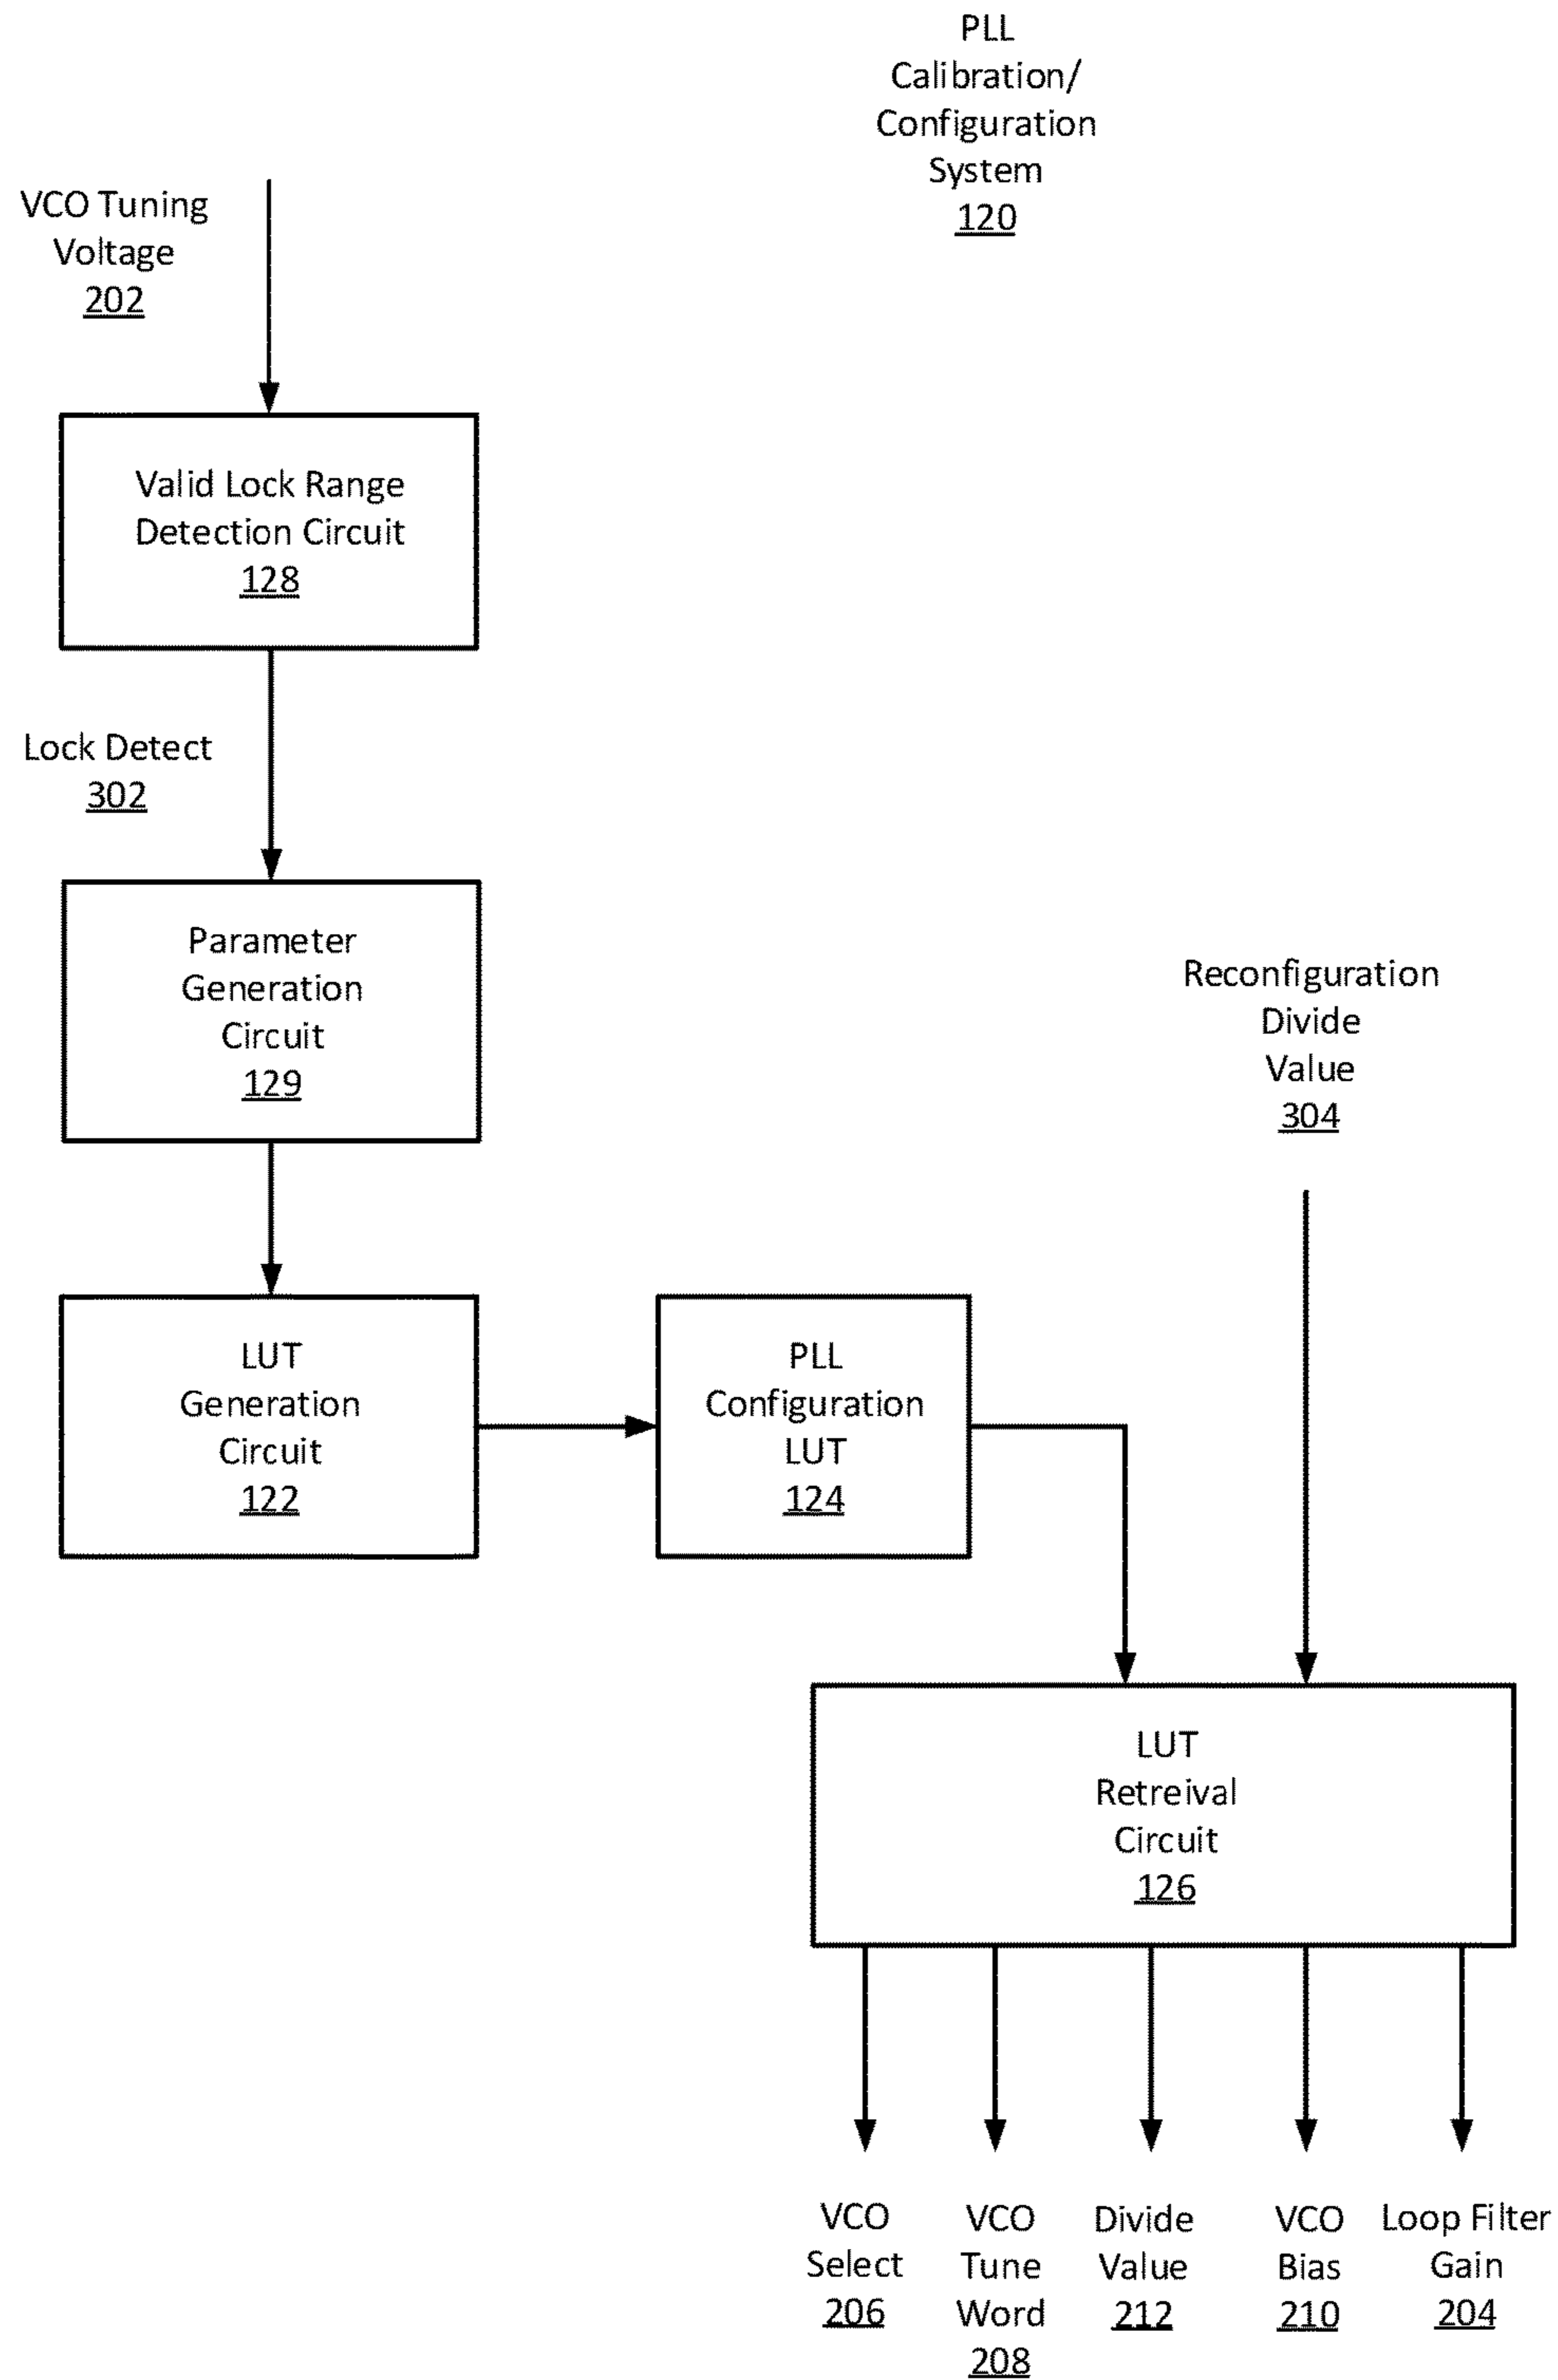 PLL
Calibration/
Configuration
System
120
VCO Tuning
Voltage
202
Valid Lock Range
Detection Circuit
128
Lock Detect
302
Parameter
Generation
Circuit
129
Reconfiguration
Divide
Value
304
LUT
Generation
Circuit
122
PLL
Configuration
LUT
124
LUT
Retreival
Circuit
126
VCO
Select
206
VCO
Tune
Word
208
Divide
Value
212
VCO
Bias
210
Loop Filter
Gain
204